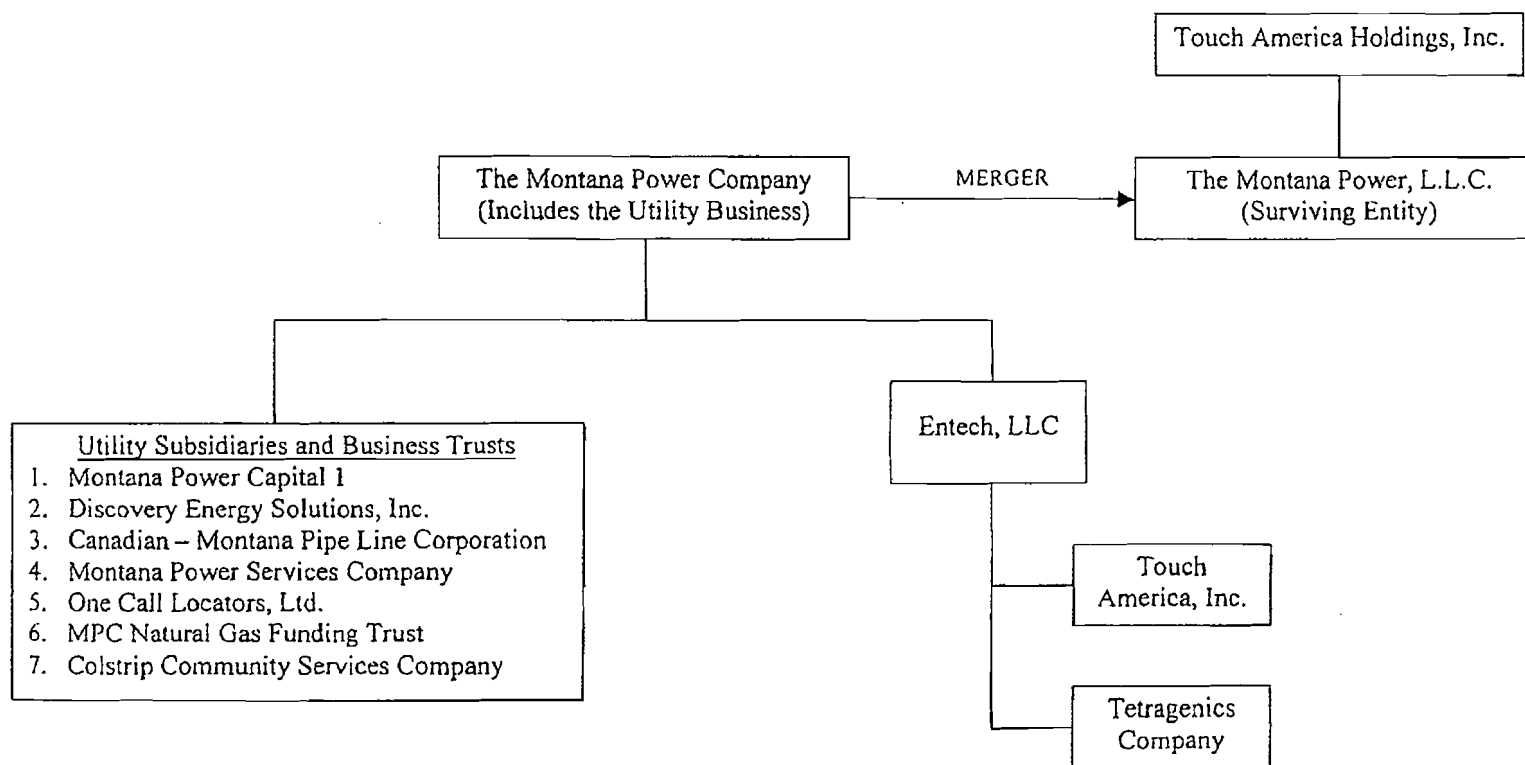 Touch America Holdings, Inc.
The Montana Power Company
(Includes the Utility Business)
MERGER
The Montana Power, L.L.C.
(Surviving Entity)
Entech, LLC
Utility Subsidiaries and Business Trusts
1. Montana Power Capital 1
2. Discovery Energy Solutions, Inc.
3. Canadian – Montana Pipe Line Corporation
4. Montana Power Services Company
5. One Call Locators, Ltd.
6. MPC Natural Gas Funding Trust
7. Colstrip Community Services Company
Touch
America, Inc.
Tetragenics
Company